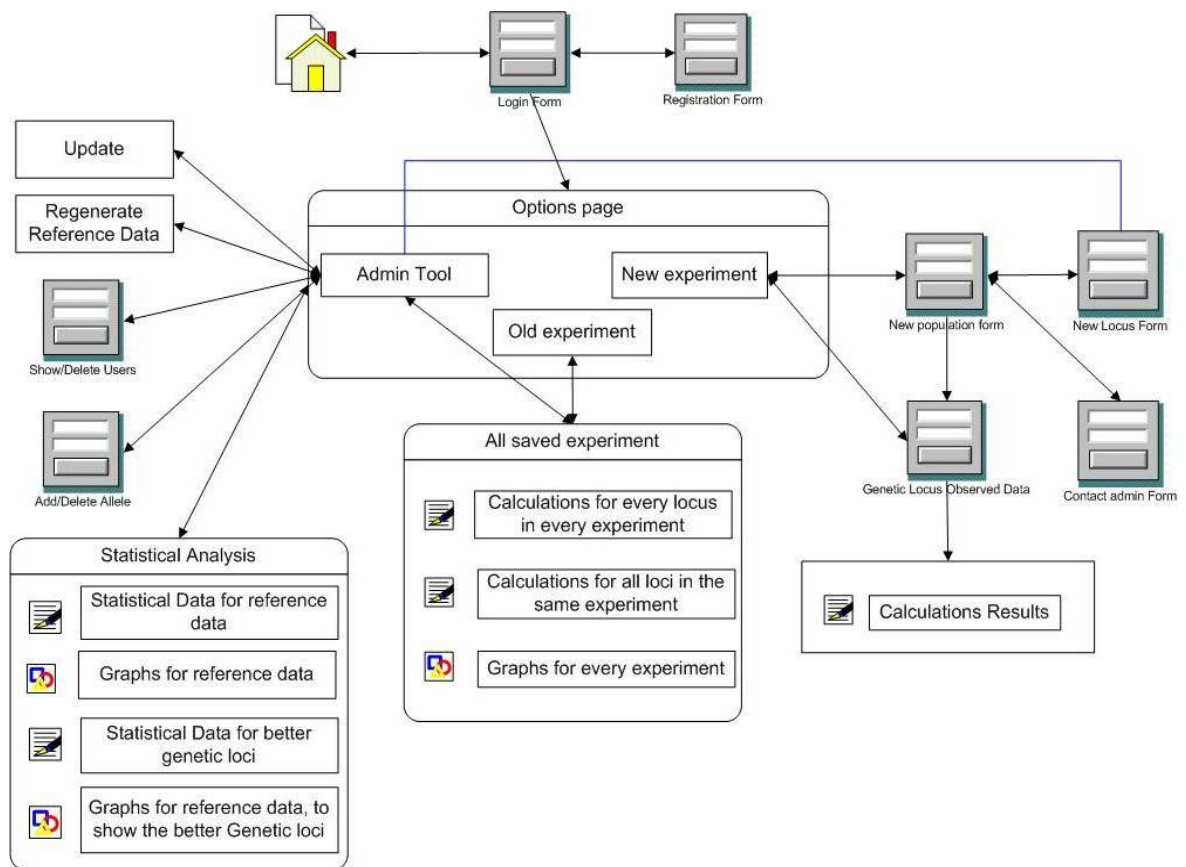 Login Form
Registration Form
Update
Regenerate
Reference Data
Options page
Admin Tool
New experiment
Old experiment
New population form
New Locus Form
Show/Delete Users
Add/Delete Allele
Genetic Locus Observed Data
Contact admin Form
All saved experiment
Calculations for every locus
in every experiment
Calculations for all loci in the
same experiment
Graphs for every experiment
Calculations Results
Statistical Analysis
Statistical Data for reference
data
Graphs for reference data
Statistical Data for better
genetic loci
Graphs for reference data, to
show the better Genetic loci